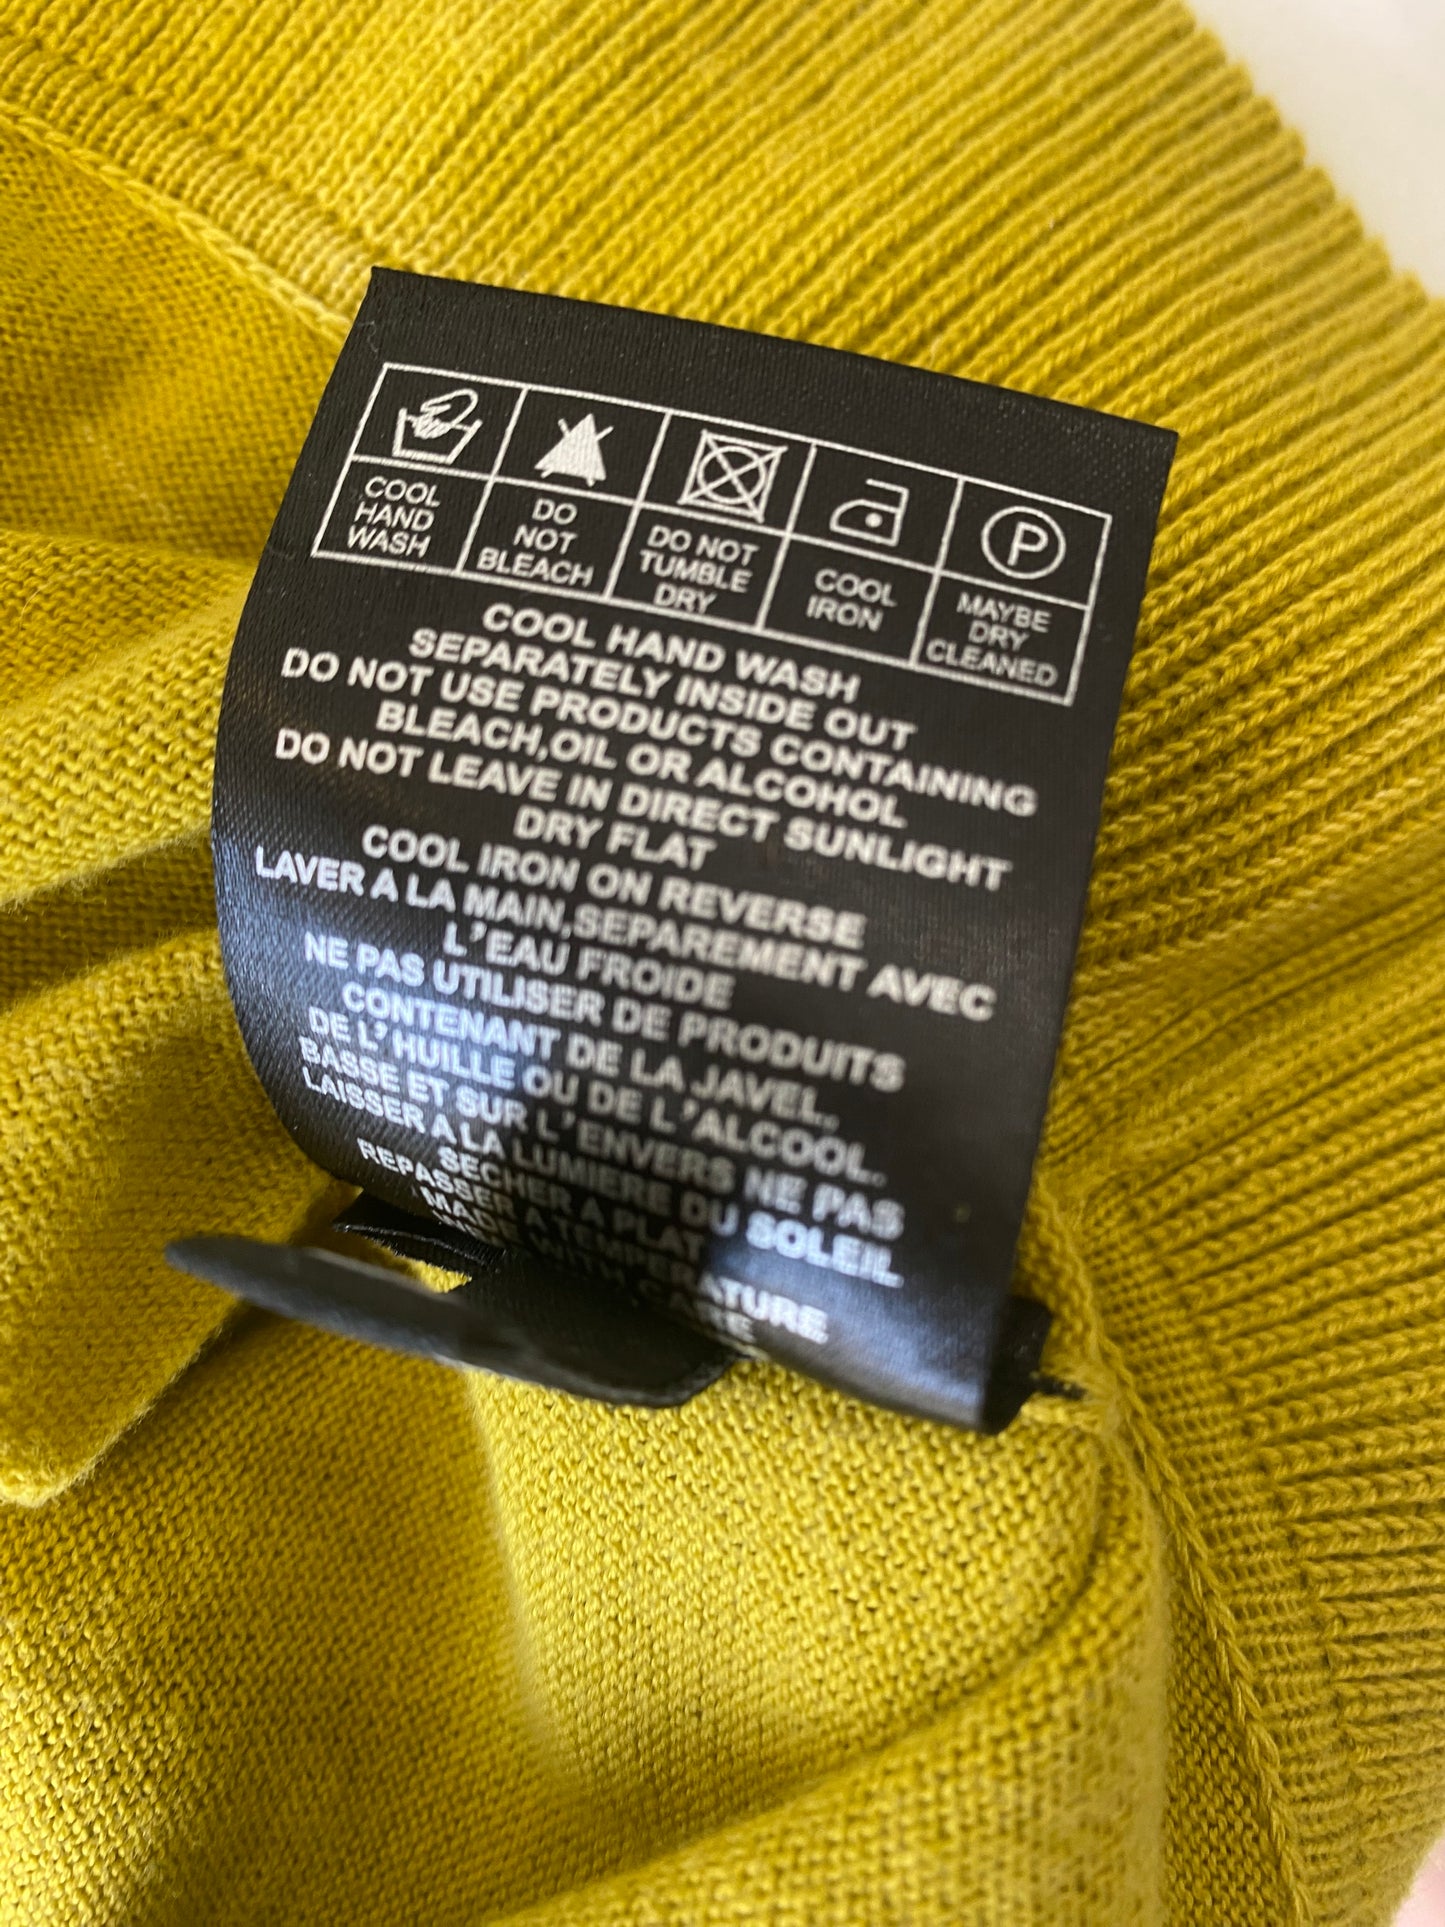 COOL
HAND
WASH
DO
NOT
BLEACH
DO NOT
TUMBLE
DRY
COOL
IRON
P
MAYBE
DRY
CLEANED
COOL HAND WASH
SEPARATELY INSIDE OUT
DO NOT USE PRODUCTS CONTAINING
BLEACH,OIL OR ALCOHOL
DO NOT LEAVE IN DIRECT SUNLIGHT
DRY FLAT
COOL IRON ON REVERSE
LAVER A LA MAIN,SEPAREMENT AVEC
L'EAU FROIDE
NE PAS UTILISER DE PRODUITS
CONTENANT DE LA JAVEL,
DE L'HUILLE OU DE L'ALCOOL.
BASSE ET SUR L'ENVERS NE PAS
LAISSER A LA LUMIERE DU SOLEIL
SECHER A PLAT
REPASSER A TEMPERATURE
MADE WITH CARE